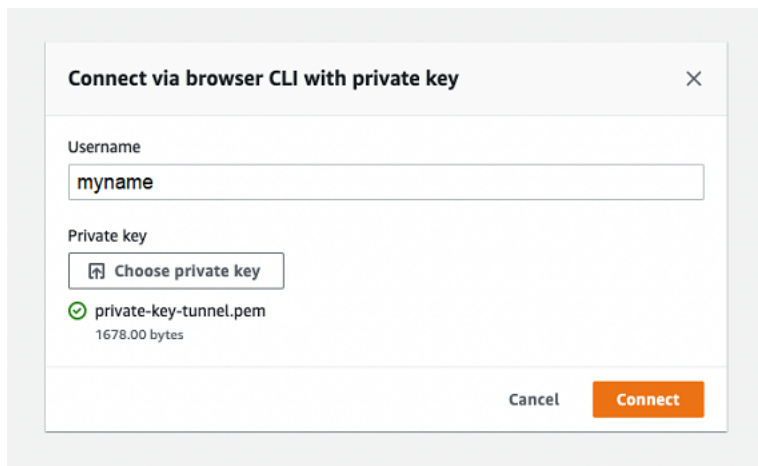 Connect via browser CLI with private key
Username
myname
Private key
Choose private key
private-key-tunnel.pem
1678.00 bytes
Cancel Connect